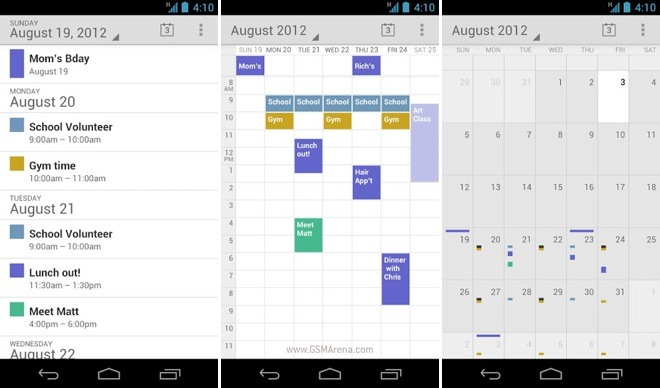 4:10
SUNDAY
August 19, 2012
3
Mom's Bday
August 19
MONDAY
August 20
School Volunteer
9:00am – 10:00am
Gym time
10:00am – 11:00am
TUESDAY
August 21
School Volunteer
9:00am – 10:00am
Lunch out!
11:30am – 1:30pm
Meet Matt
4:00pm – 6:00pm
WEDNESDAY
August 22
4:10
August 2012
3
SUN 19 MON 20 TUE 21 WED 22 THU 23 FRI 24 SAT 25
Mom's Rich's
8
AM
9 School School School School School
Art
Class
10 Gym Gym Gym
11
Lunch
out!
12
PM
1 Hair
App't
2
3
4 Meet
Matt
5
6 Dinner
with
Chris
7
8
9
10
11
www.GSMArena.com
4:10
August 2012
3
SUN MON TUE WED THU FRI SAT
29 30 31 1 2 3 4
5 6 7 8 9 10 11
12 13 14 15 16 17 18
19 20 21 22 23 24 25
26 27 28 29 30 31 1
2 3 4 5 6 7 8